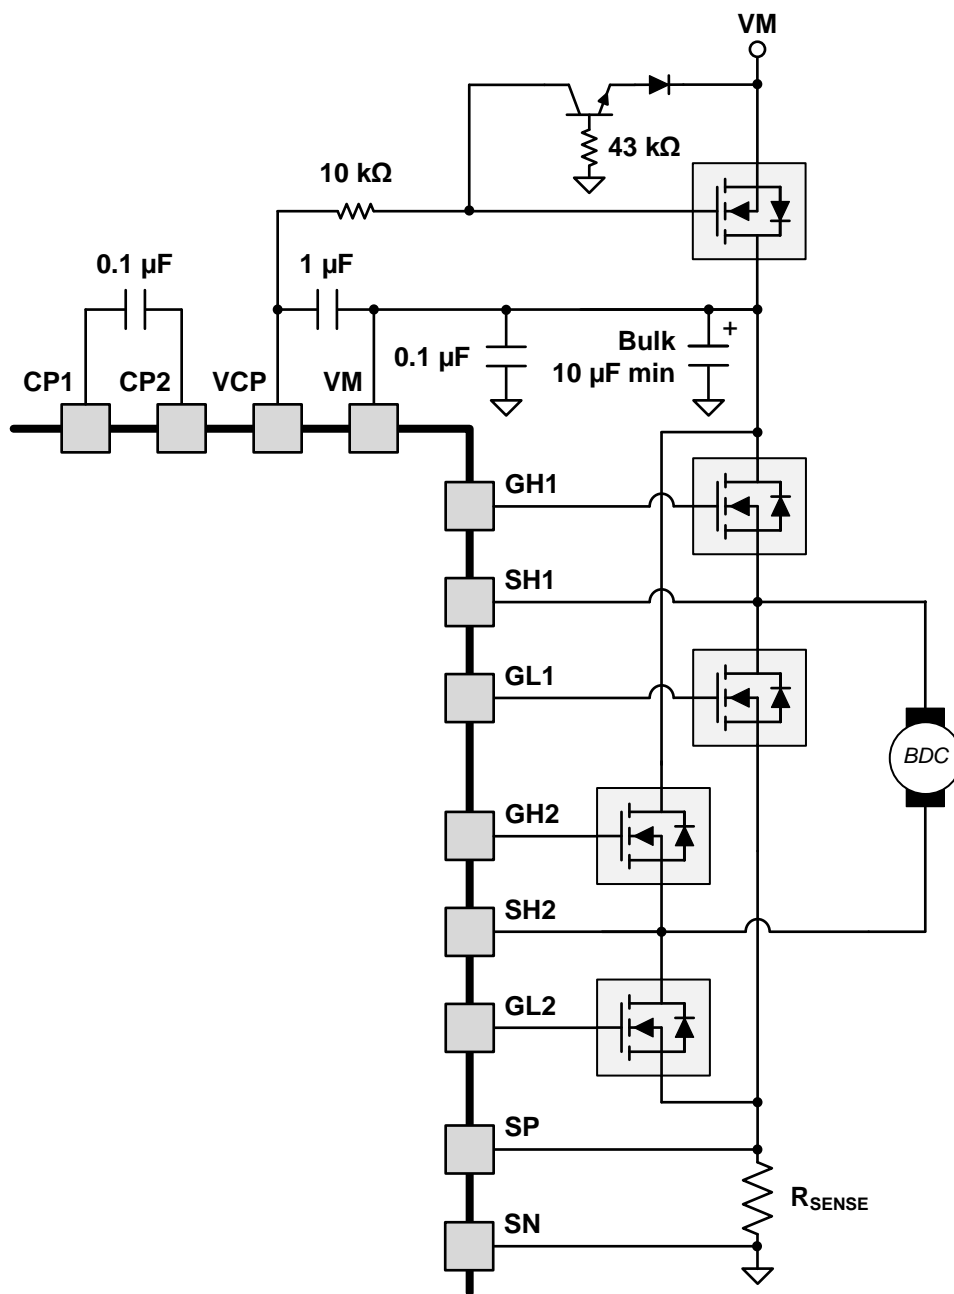 VM
43 kΩ
10 kΩ
0.1 µF
1 µF
0.1 µF
Bulk
10 µF min
+
CP1
CP2
VCP
VM
GH1
SH1
GL1
BDC
GH2
SH2
GL2
SP
RSENSE
SN